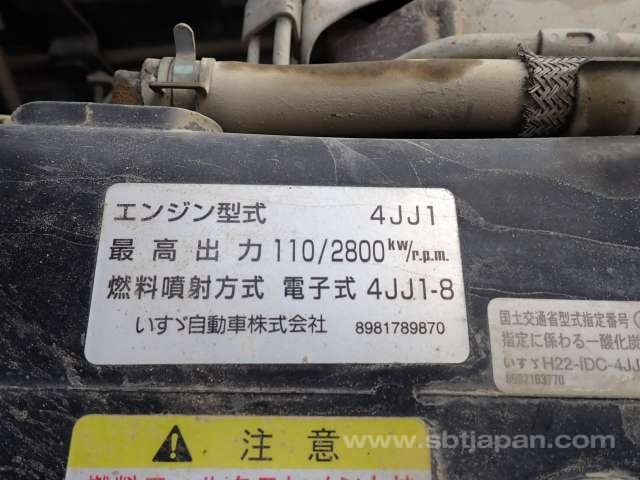 エンジン型式 4JJ1
最高出力 110/2800kw/r.p.m.
燃料噴射方式 電子式 4JJ1-8
いすゞ自動車株式会社 8981789870
国土交通省型式指定番号
指定に係わる一酸化炭
いすゞH22-iDC-4JJ
8982163770
注意
www.sbtjapan.com